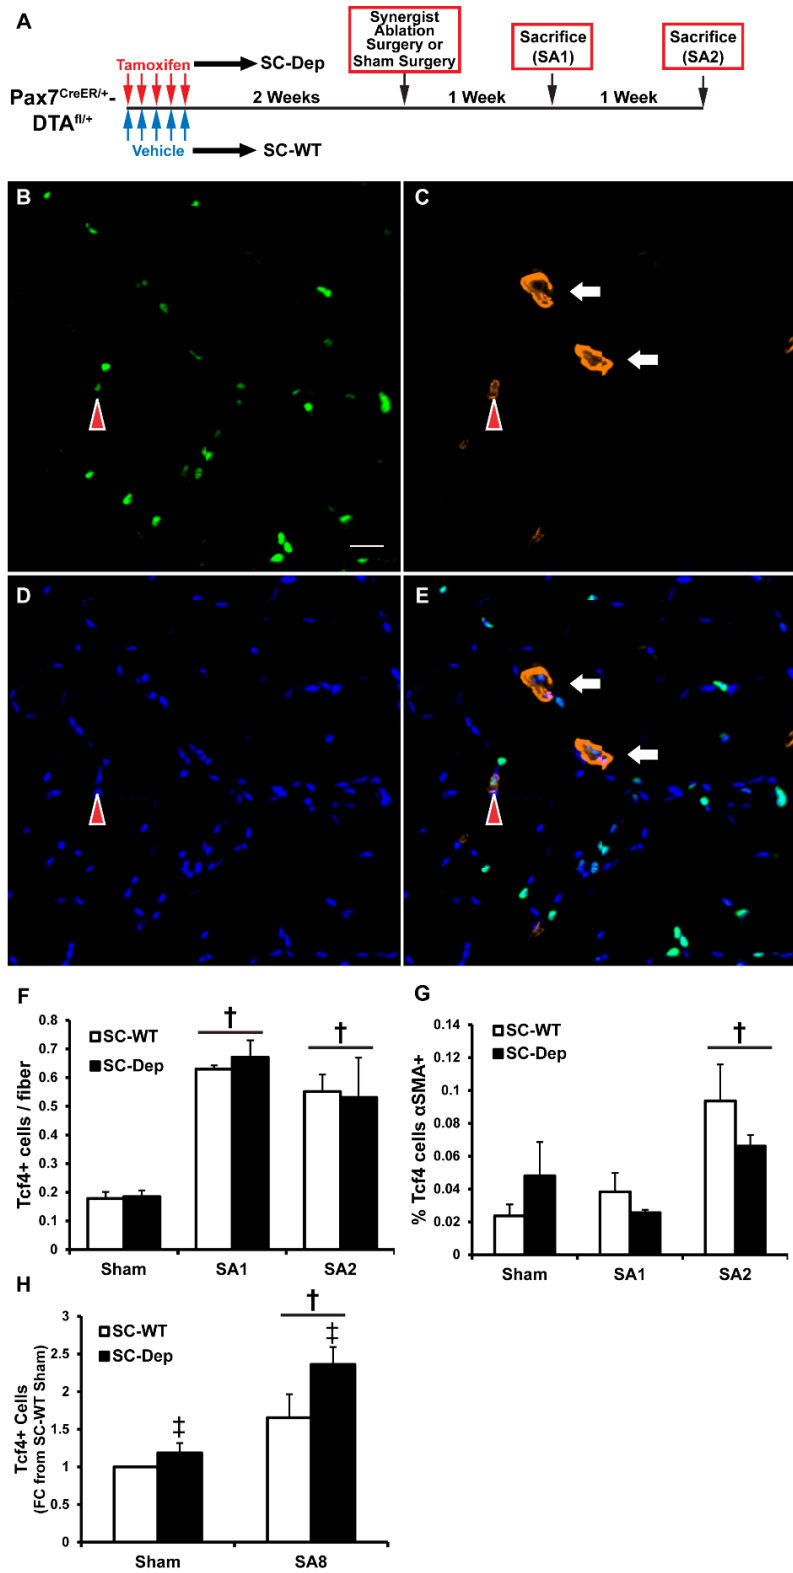 A
Synergist
Ablation
Surgery or
Sham Surgery
Sacrifice
(SA1)
Sacrifice
(SA2)
Tamoxifen
SC-Dep
Pax7CreER/+-
DTAfl/+
2 Weeks
1 Week
1 Week
Vehicle
SC-WT
B
C
D
E
F
†
†
SC-WT
SC-Dep
Tcf4+ cells / fiber
0.8
0.7
0.6
0.5
0.4
0.3
0.2
0.1
0
Sham
SA1
SA2
G
†
SC-WT
SC-Dep
% Tcf4 cells αSMA+
0.14
0.12
0.1
0.08
0.06
0.04
0.02
0
Sham
SA1
SA2
H
†
‡
‡
SC-WT
SC-Dep
Tcf4+ Cells
(FC from SC-WT Sham)
3
2.5
2
1.5
1
0.5
0
Sham
SA8